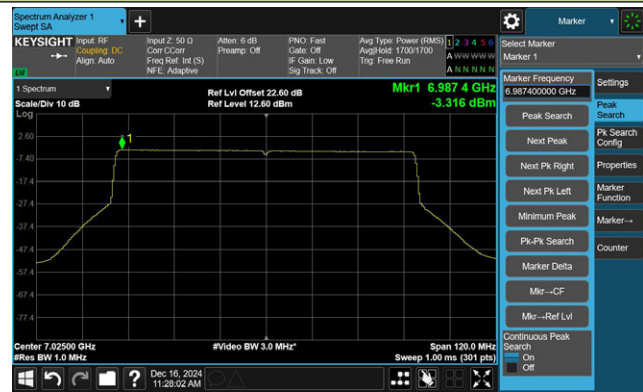 Spectrum Analyzer 1
Swept SA
Marker
KEYSIGHT
Input: RF
Coupling: DC
Align: Auto
Input Z: 50 Ω
Corr CCorr
Freq Ref: Int (S)
NFE: Adaptive
Atten: 6 dB
Preamp: Off
PNO: Fast
Gate: Off
IF Gain: Low
Sig Track: Off
Avg Type: Power (RMS)
Avg|Hold: 1700/1700
Trig: Free Run
1 2 3 4 5 6
A W W W W W
A N N N N N
LU
Select Marker
Marker 1
1 Spectrum
Scale/Div 10 dB
Log
Ref Lvl Offset 22.60 dB
Ref Level 12.60 dBm
Mkr1 6.987 4 GHz
-3.316 dBm
1
2.60
-7.40
-17.4
-27.4
-37.4
-47.4
-57.4
-67.4
-77.4
Center 7.02500 GHz
#Res BW 1.0 MHz
#Video BW 3.0 MHz*
Span 120.0 MHz
Sweep 1.00 ms (301 pts)
Marker Frequency
6.987400000 GHz
Peak Search
Next Peak
Next Pk Right
Next Pk Left
Minimum Peak
Pk-Pk Search
Marker Delta
Mkr→CF
Mkr→Ref Lvl
Continuous Peak
Search
On
Off
Settings
Peak
Search
Pk Search
Config
Properties
Marker
Function
Marker→
Counter
?
Dec 16, 2024
11:28:02 AM